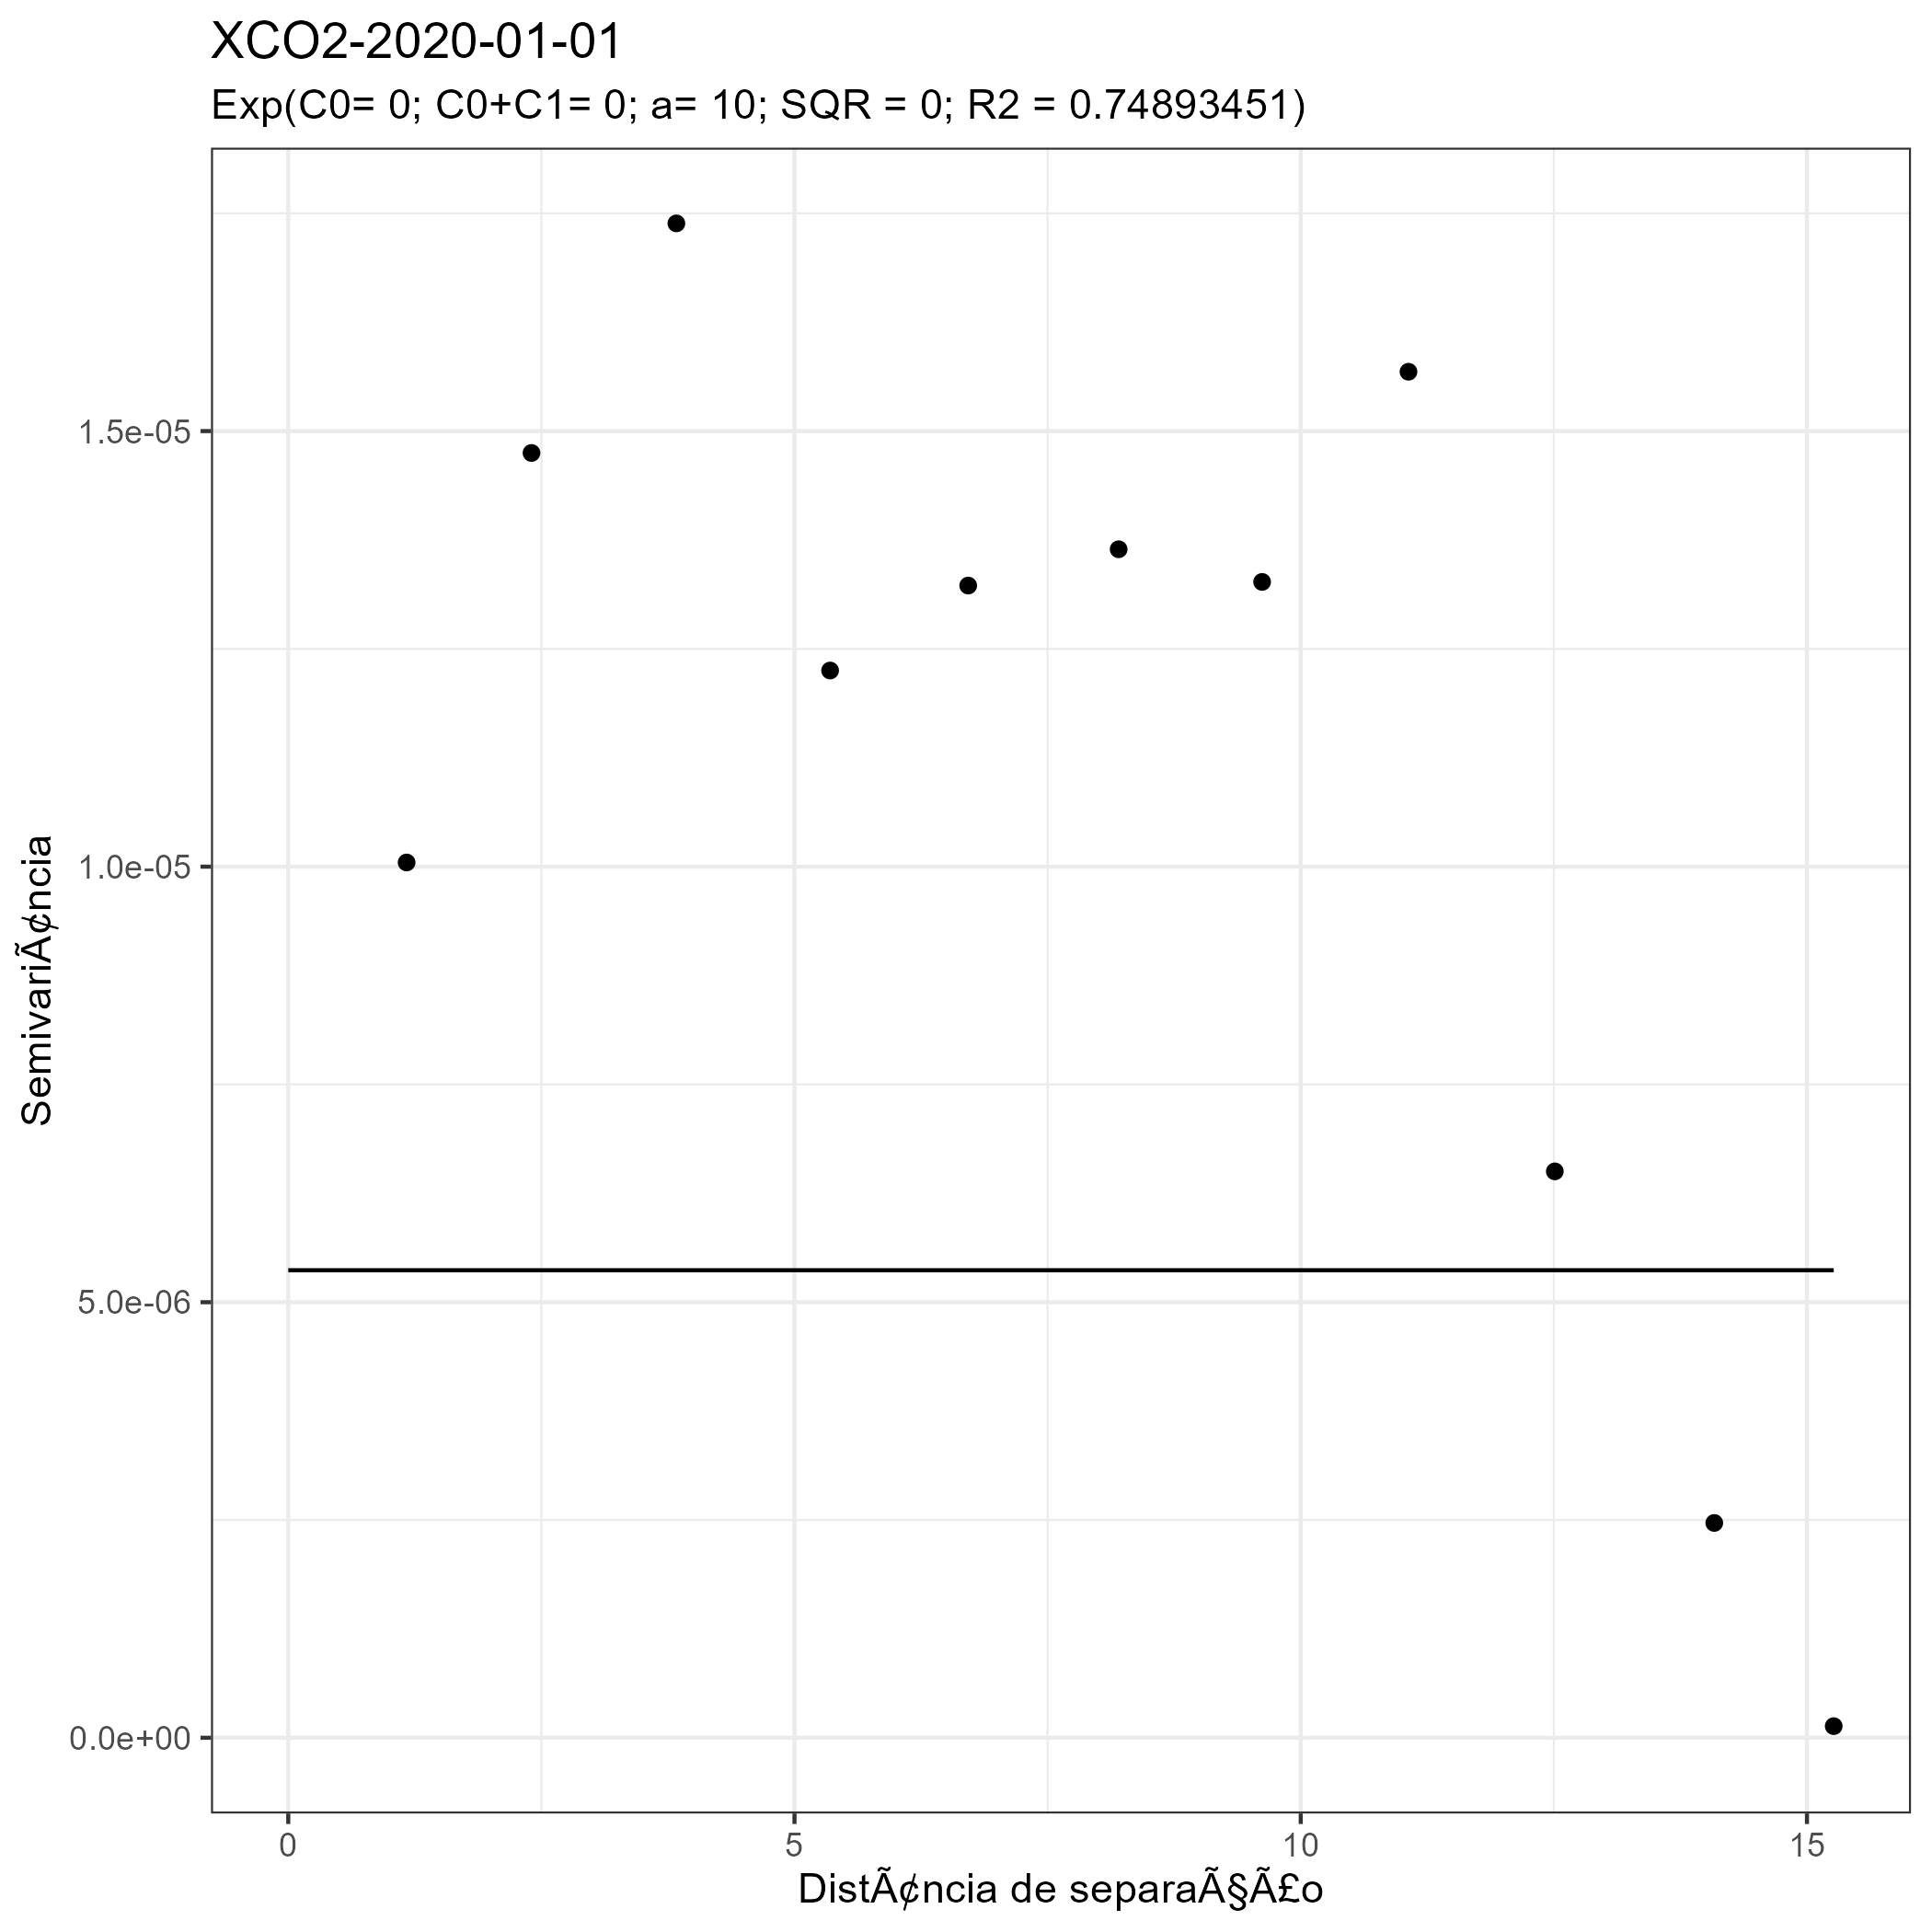 XCO2-2020-01-01
Exp(C0= 0; C0+C1= 0; a= 10; SQR = 0; R2 = 0.74893451)
SemivariÃ¢ncia
1.5e-05
1.0e-05
5.0e-06
0.0e+00
0
5
10
15
DistÃ¢ncia de separaÃ§Ã£o